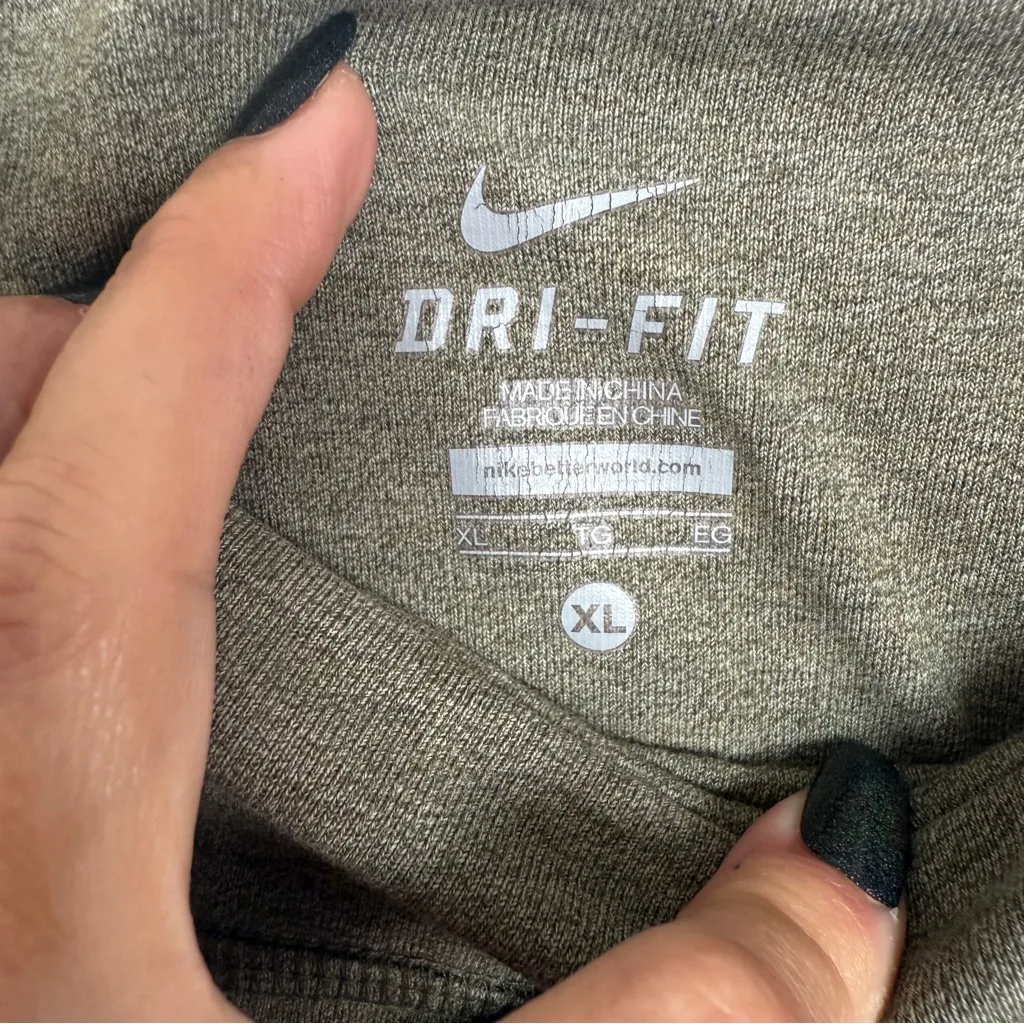 DRI-FIT
MADE IN CHINA
FABRIQUE EN CHINE
nikebetterworld.com
XL TG EG
XL